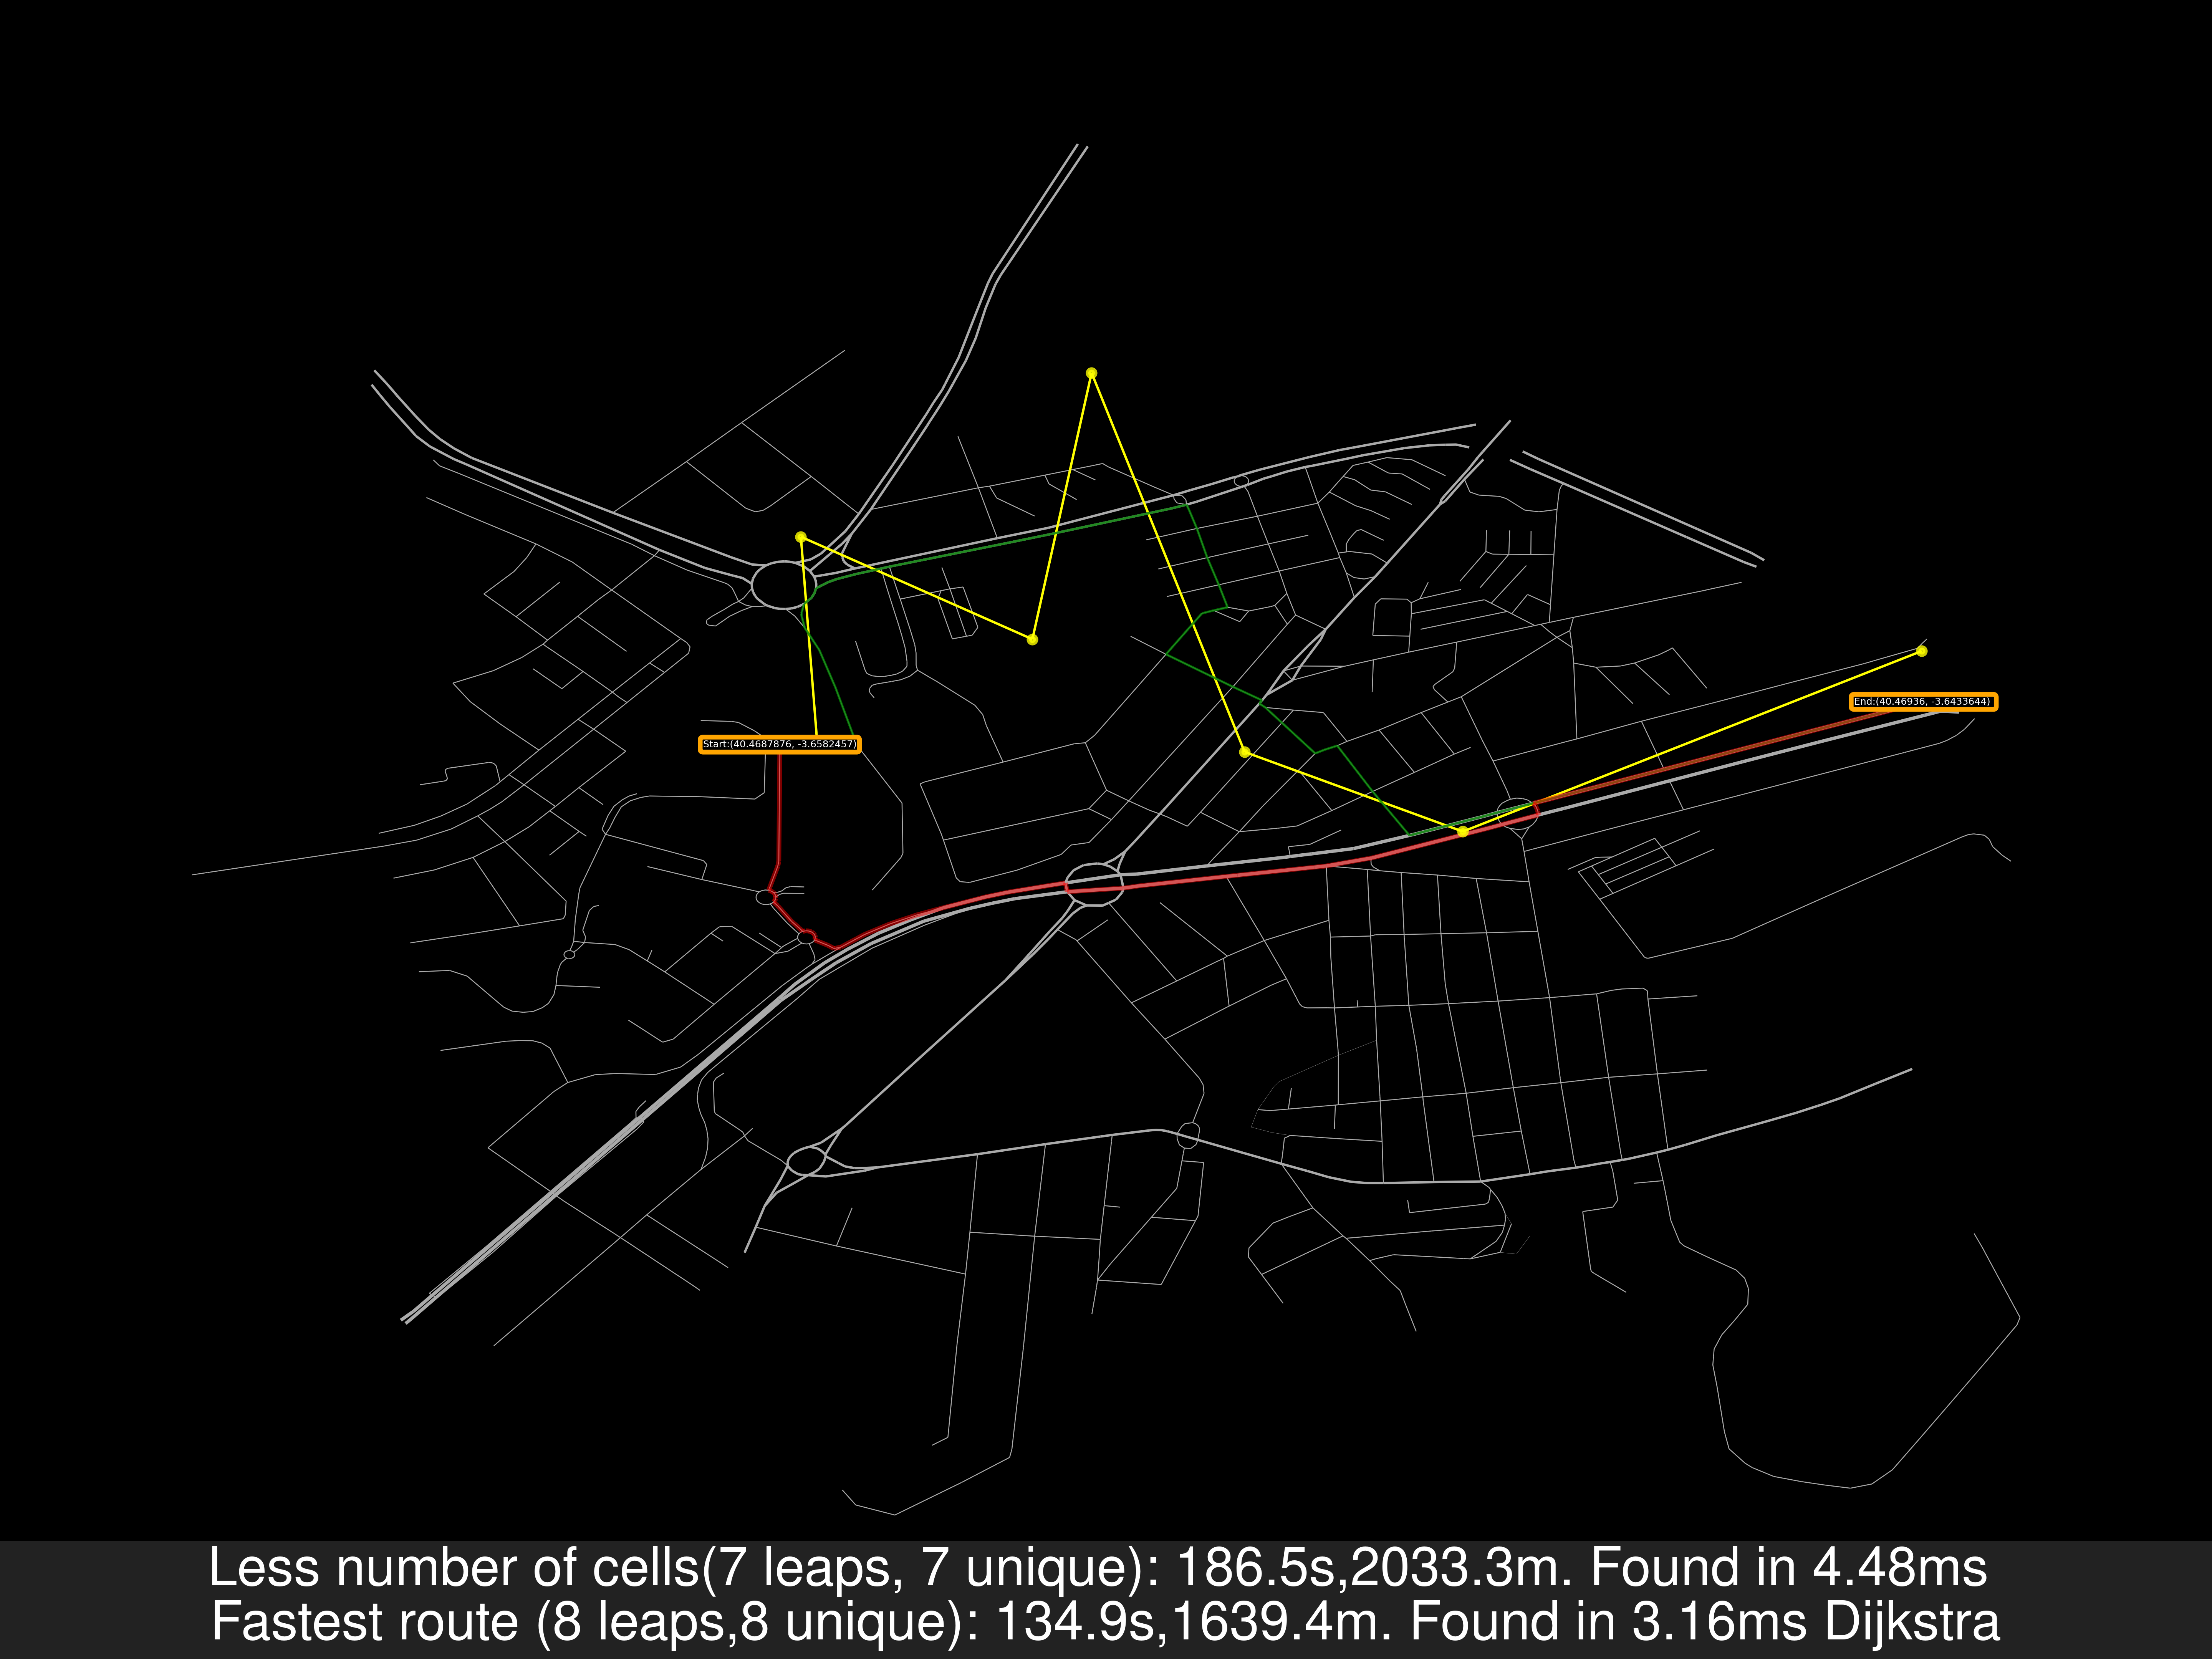 End:(40.46936, -3.6433644)
Start:(40.4687876, -3.6582457)
Less number of cells(7 leaps, 7 unique): 186.5s,2033.3m. Found in 4.48ms
Fastest route (8 leaps,8 unique): 134.9s,1639.4m. Found in 3.16ms Dijkstra